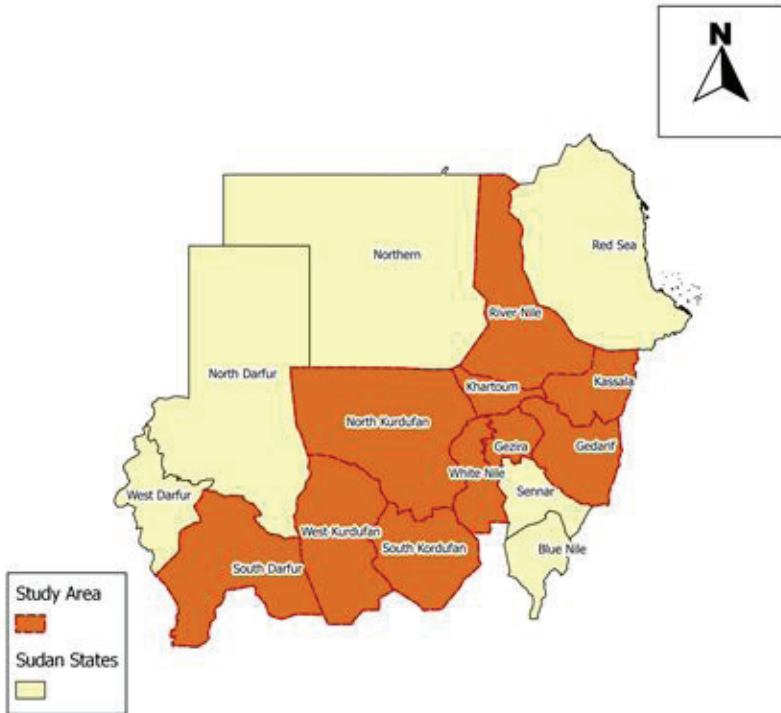 N
Red Sea
Northern
River Nile
North Darfur
Khartoum
Kassala
North Kurdufan
Gezira
Gedarif
White Nile
Sennar
West Darfur
West Kurdufan
South Kordufan
Blue Nile
South Darfur
Study Area
Sudan States